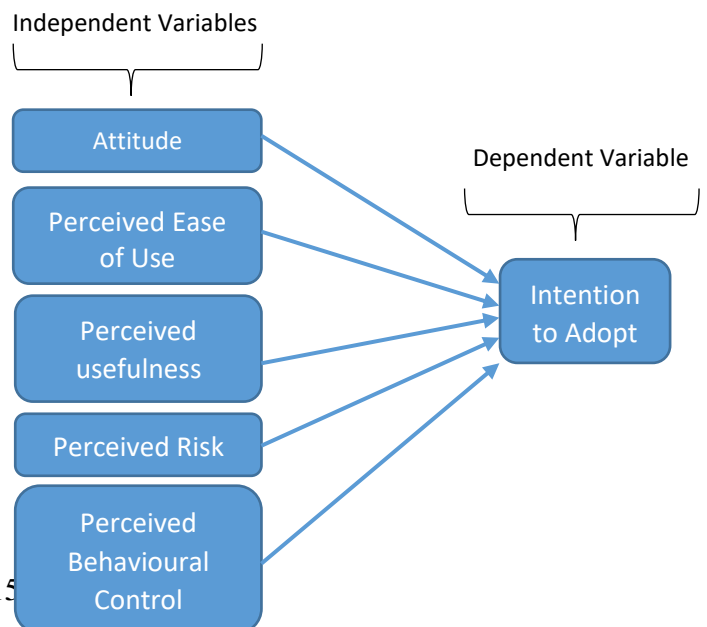 Independent Variables
Attitude
Perceived Ease
of Use
Perceived
usefulness
Perceived Risk
Perceived
Behavioural
Control
Dependent Variable
Intention
to Adopt
5